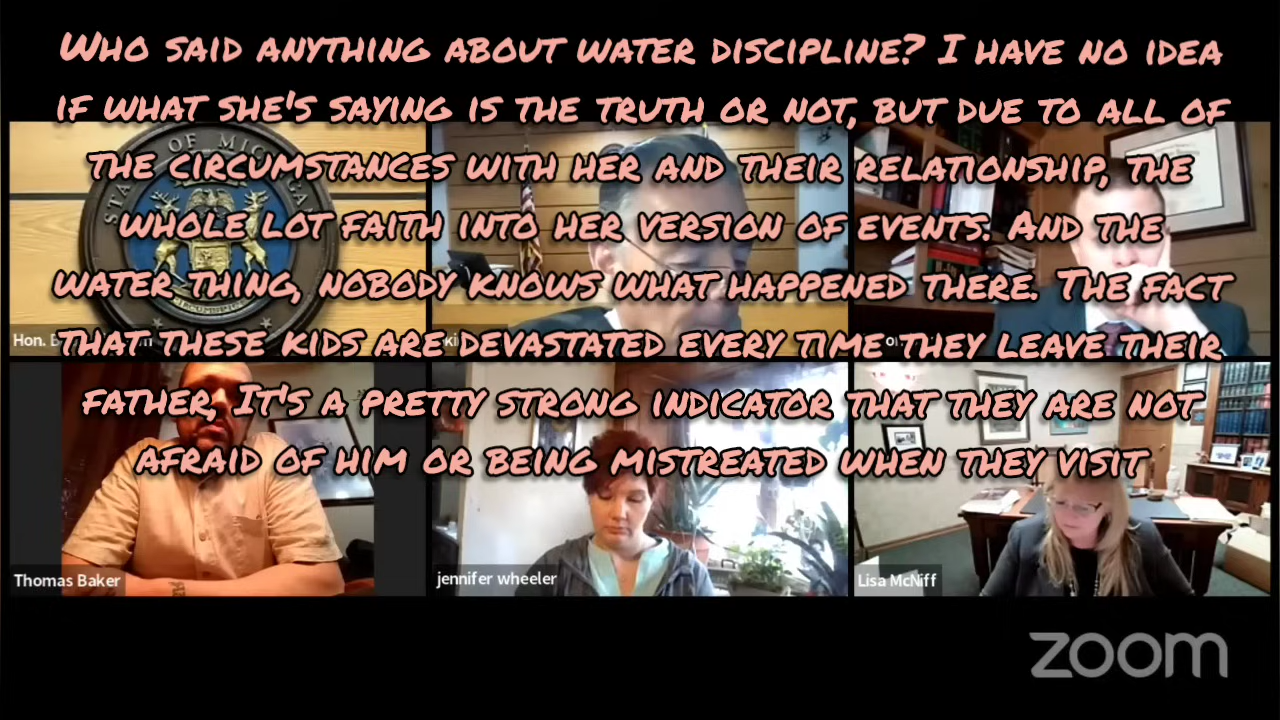 Who said anything about water discipline? I have no idea
if what she's saying is the truth or not, but due to all of
the circumstances with her and their relationship, the
whole lot faith into her version of events. And the
water thing, nobody knows what happened there. The fact
that these kids are devastated every time they leave their
father, It's a pretty strong indicator that they are not
afraid of him or being mistreated when they visit
STATE OF MICHIGAN
Hon.
Thomas Baker
jennifer wheeler
Lisa McNiff
zoom